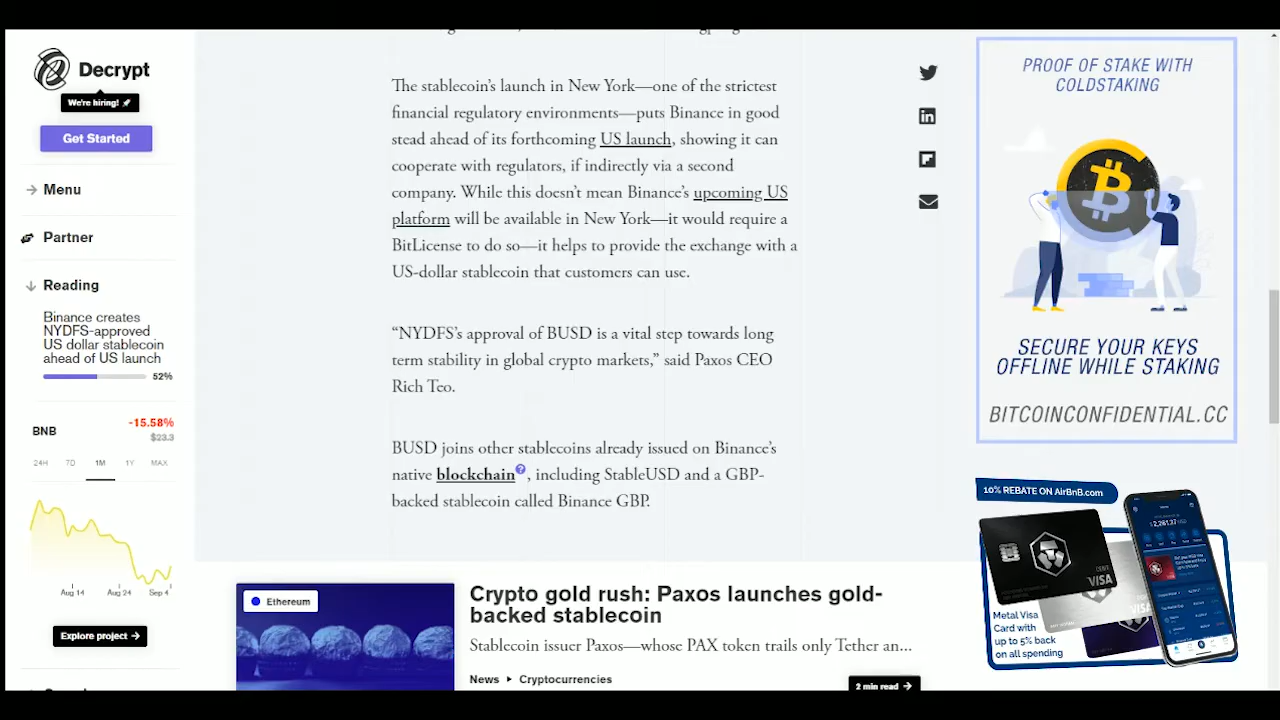 Decrypt
We're hiring!
Get Started
Menu
Partner
Reading
Binance creates
NYDFS-approved
US dollar stablecoin
ahead of US launch
52%
BNB
-15.58%
$23.3
24H 7D 1M 1Y MAX
Aug 14 Aug 24 Sep 4
Explore project →
The stablecoin's launch in New York—one of the strictest
financial regulatory environments—puts Binance in good
stead ahead of its forthcoming US launch, showing it can
cooperate with regulators, if indirectly via a second
company. While this doesn't mean Binance's upcoming US
platform will be available in New York—it would require a
BitLicense to do so—it helps to provide the exchange with a
US-dollar stablecoin that customers can use.
“NYDFS's approval of BUSD is a vital step towards long
term stability in global crypto markets,” said Paxos CEO
Rich Teo.
BUSD joins other stablecoins already issued on Binance's
native blockchain?, including StableUSD and a GBP-
backed stablecoin called Binance GBP.
Ethereum
Crypto gold rush: Paxos launches gold-
backed stablecoin
Stablecoin issuer Paxos—whose PAX token trails only Tether an...
News ▸ Cryptocurrencies
2 min read →
PROOF OF STAKE WITH
COLDSTAKING
SECURE YOUR KEYS
OFFLINE WHILE STAKING
BITCOINCONFIDENTIAL.CC
10% REBATE ON AirBnB.com
DEBIT
VISA
Metal Visa
Card with
up to 5% back
on all spending